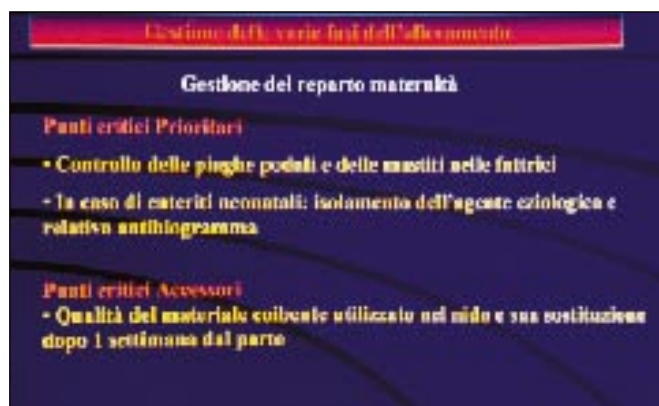 Gestione delle varie fasi dell'allevamento
Gestione del reparto maternità
Punti critici Prioritari
• Controllo delle piaghe podali e delle mastiti nelle fattrici
• In caso di enteriti neonatali: isolamento dell'agente eziologico e
relativo antibiogramma
Punti critici Accessori
• Qualità del materiale coibente utilizzato nel nido e sua sostituzione
dopo 1 settimana dal parto